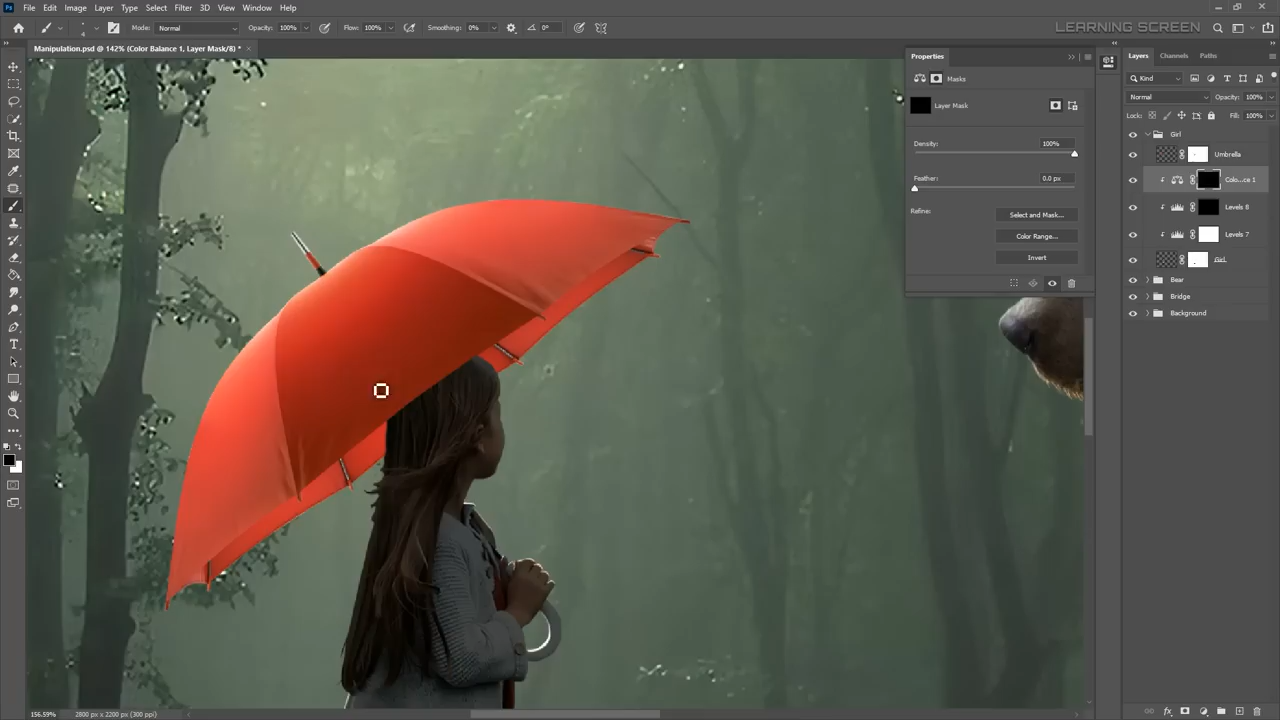 Ps File Edit Image Layer Type Select Filter 3D View Window Help
Mode: Normal Opacity: 100% Flow: 100% Smoothing: 0% 0°
LEARNING SCREEN
Manipulation.psd @ 142% (Color Balance 1, Layer Mask/8) *
Properties
Masks
Layer Mask
Density: 100%
Feather: 0.0 px
Refine: Select and Mask...
Color Range...
Invert
Layers Channels Paths
Kind
Normal Opacity: 100%
Lock: Fill: 100%
Girl
Umbrella
Colo...ce 1
Levels 8
Levels 7
Girl
Bear
Bridge
Background
156.59% 2800 px x 2200 px (300 ppi)